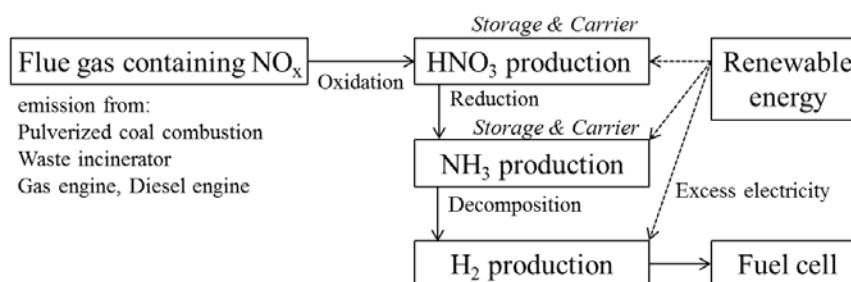 Storage & Carrier
Flue gas containing NOx
Oxidation
HNO3 production
Renewable
energy
emission from:
Pulverized coal combustion
Waste incinerator
Gas engine, Diesel engine
Reduction
Storage & Carrier
NH3 production
Decomposition
Excess electricity
H2 production
Fuel cell